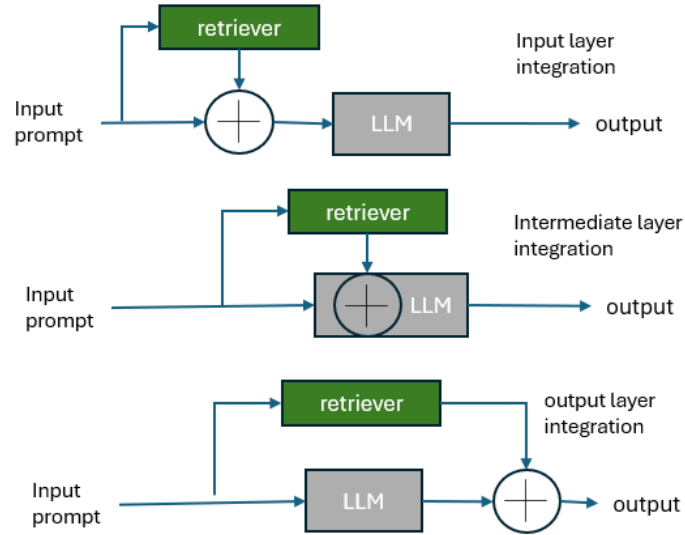 retriever
Input layer
integration
Input
prompt
LLM
output
retriever
Intermediate layer
integration
Input
prompt
LLM
output
retriever
output layer
integration
Input
prompt
LLM
output